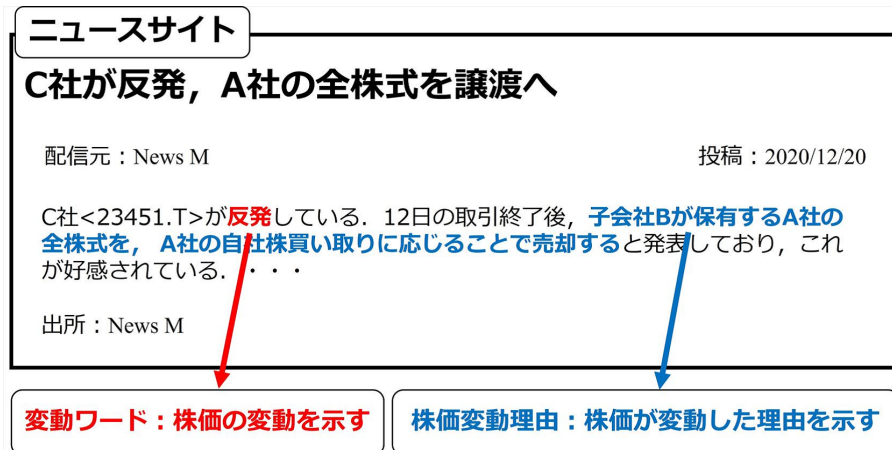 ニュースサイト
C社が反発，A社の全株式を譲渡へ
配信元：News M 投稿：2020/12/20
C社<23451.T>が反発している．12日の取引終了後，子会社Bが保有するA社の
全株式を， A社の自社株買い取りに応じることで売却すると発表しており，これ
が好感されている．・・・
出所：News M
変動ワード：株価の変動を示す 株価変動理由：株価が変動した理由を示す